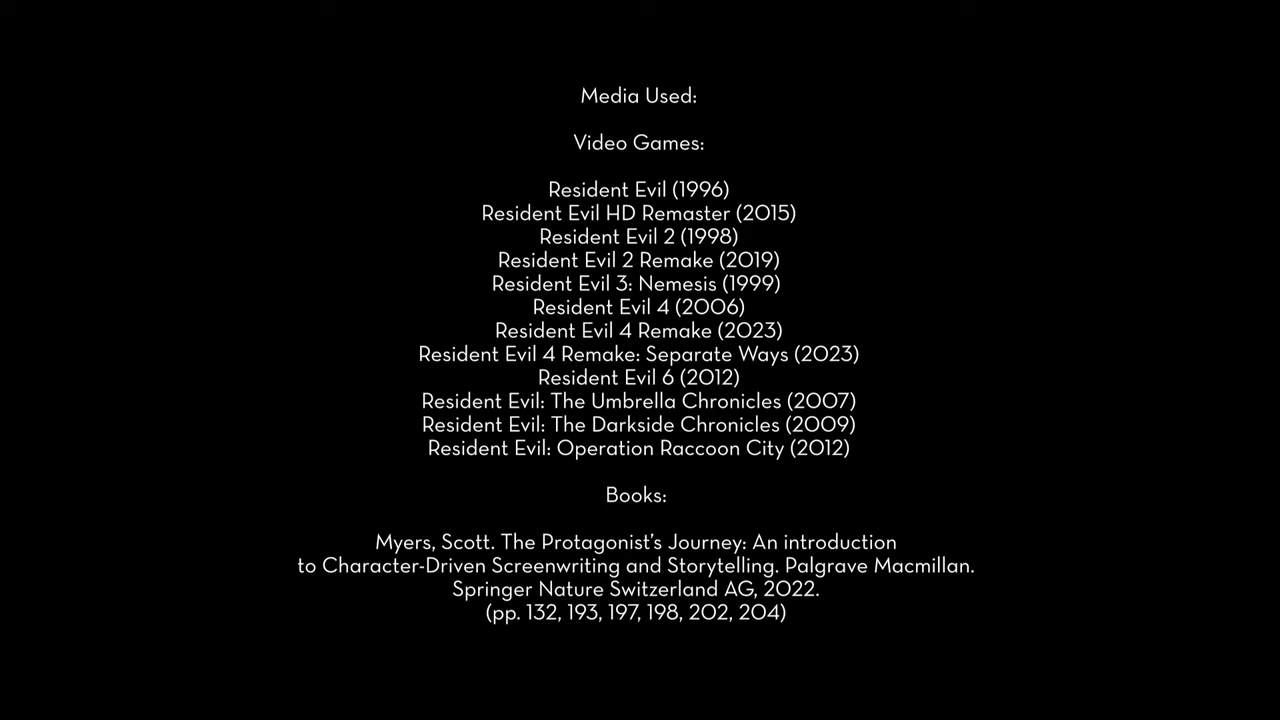 Media Used:
Video Games:
Resident Evil (1996)
Resident Evil HD Remaster (2015)
Resident Evil 2 (1998)
Resident Evil 2 Remake (2019)
Resident Evil 3: Nemesis (1999)
Resident Evil 4 (2006)
Resident Evil 4 Remake (2023)
Resident Evil 4 Remake: Separate Ways (2023)
Resident Evil 6 (2012)
Resident Evil: The Umbrella Chronicles (2007)
Resident Evil: The Darkside Chronicles (2009)
Resident Evil: Operation Raccoon City (2012)
Books:
Myers, Scott. The Protagonist's Journey: An introduction
to Character-Driven Screenwriting and Storytelling. Palgrave Macmillan.
Springer Nature Switzerland AG, 2022.
(pp. 132, 193, 197, 198, 202, 204)